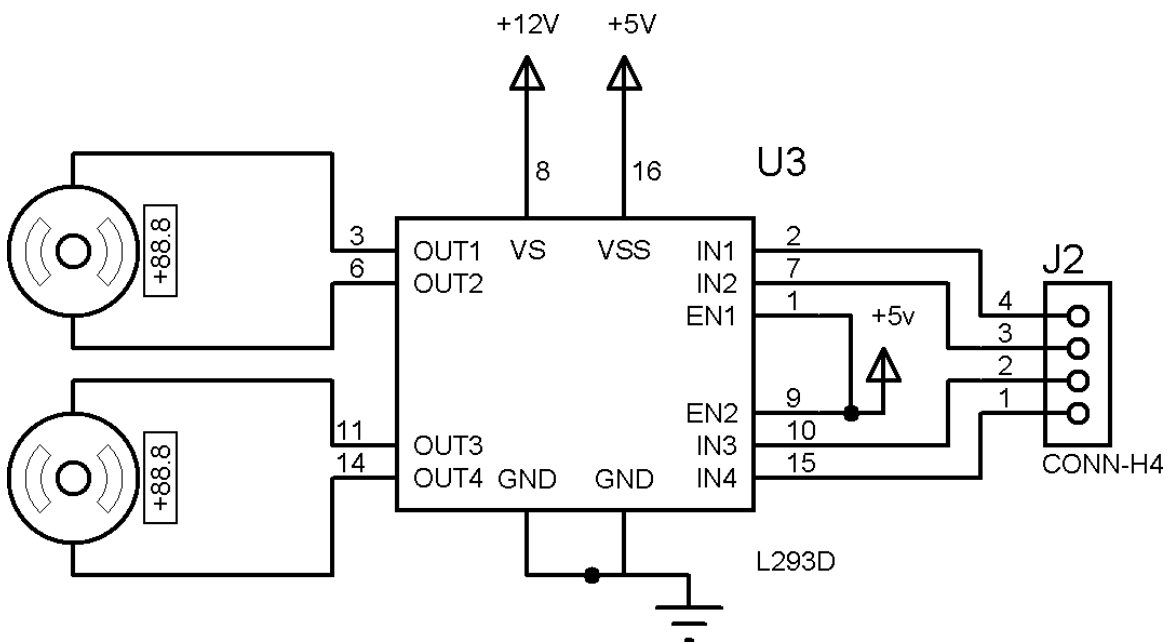 +12V +5V
8 16 U3
+88.8
3 OUT1 VS VSS IN1 2
6 OUT2 IN2 7
EN1 1
J2
4
+5v
3
2
EN2 9
1
11 OUT3 IN3 10
14 OUT4 GND GND IN4 15
+88.8
CONN-H4
L293D